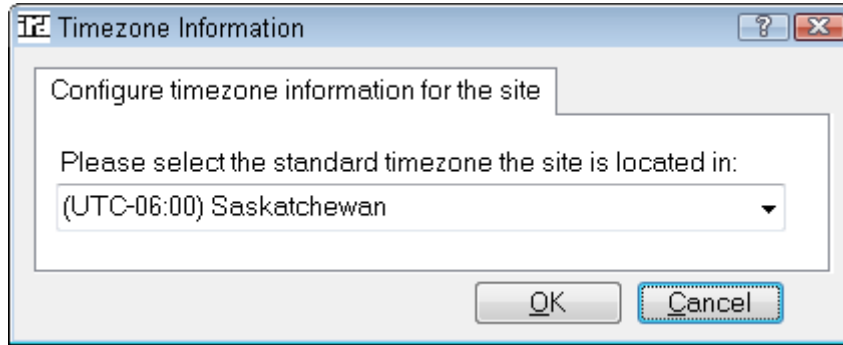 Timezone Information
Configure timezone information for the site
Please select the standard timezone the site is located in:
(UTC-06:00) Saskatchewan
OK Cancel